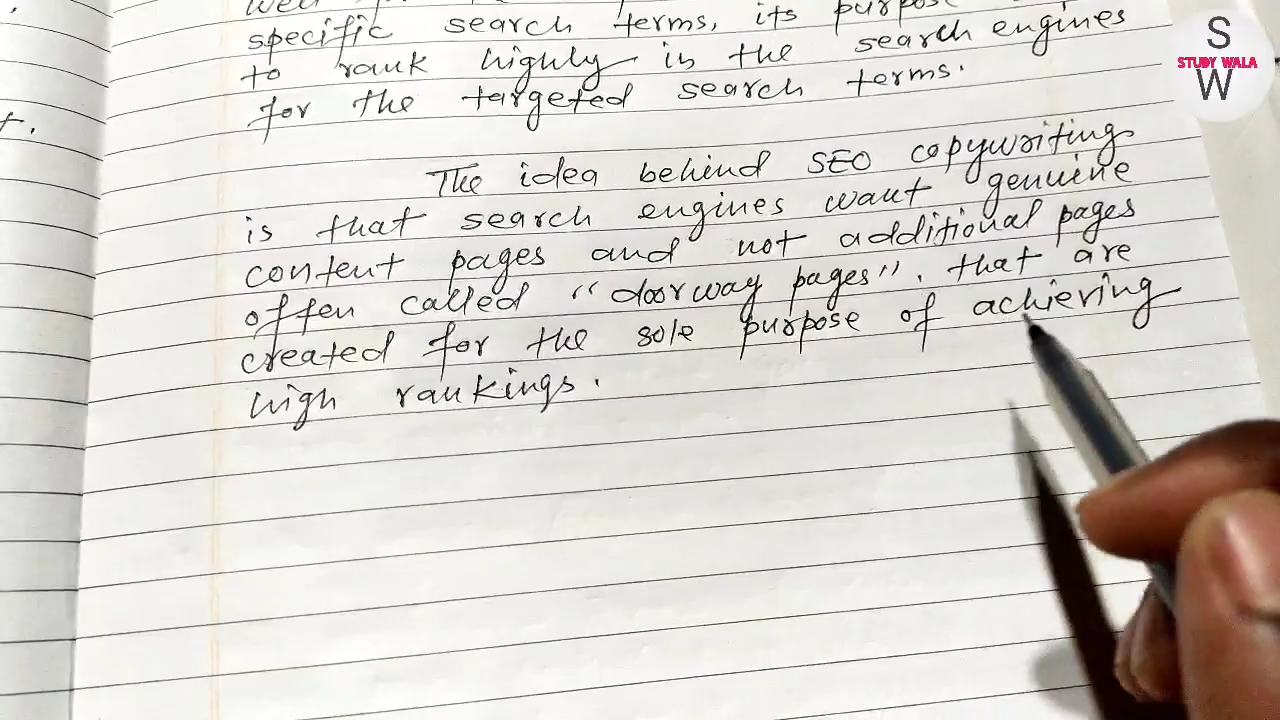 specific search terms, its purpose
to rank highly in the search engines
for the targeted search terms.
The idea behind SEO copywriting
is that search engines want genuine
content pages and not additional pages
often called "doorway pages". that are
created for the sole purpose of achieving
high rankings.
S
STUDY WALA
W